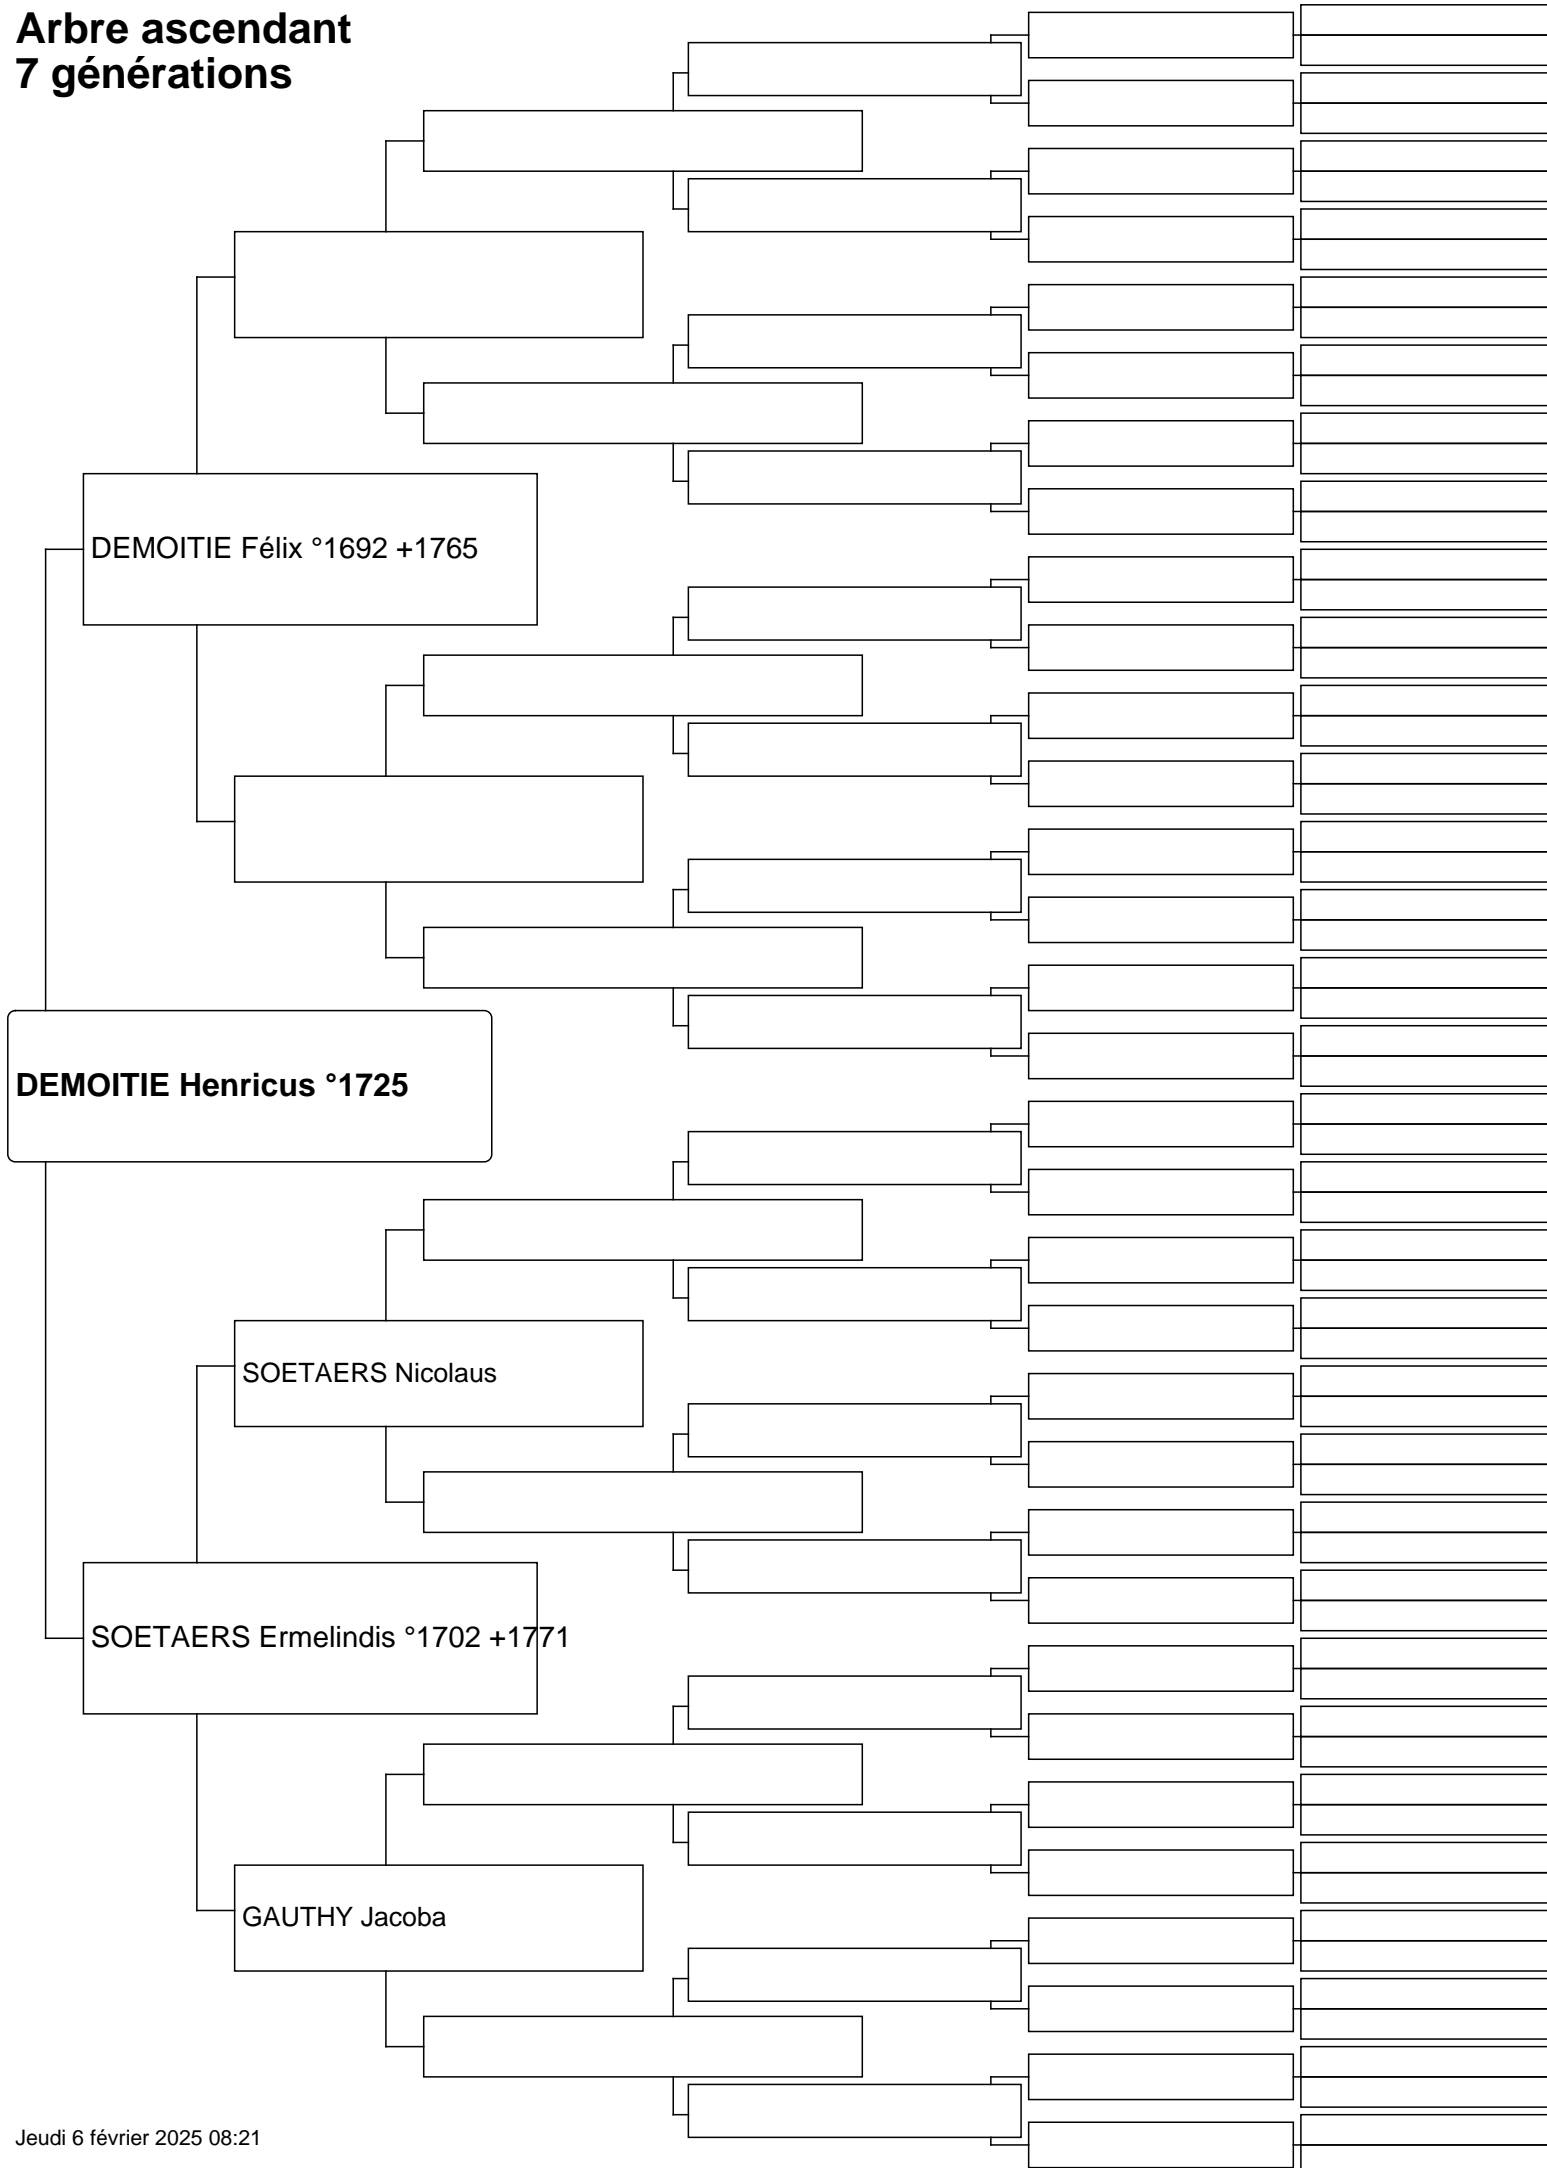 Arbre ascendant
7 générations
DEMOITIE Félix °1692 +1765
DEMOITIE Henricus °1725
SOETAERS Nicolaus
SOETAERS Ermelindis °1702 +1771
GAUTHY Jacoba
Jeudi 6 février 2025 08:21